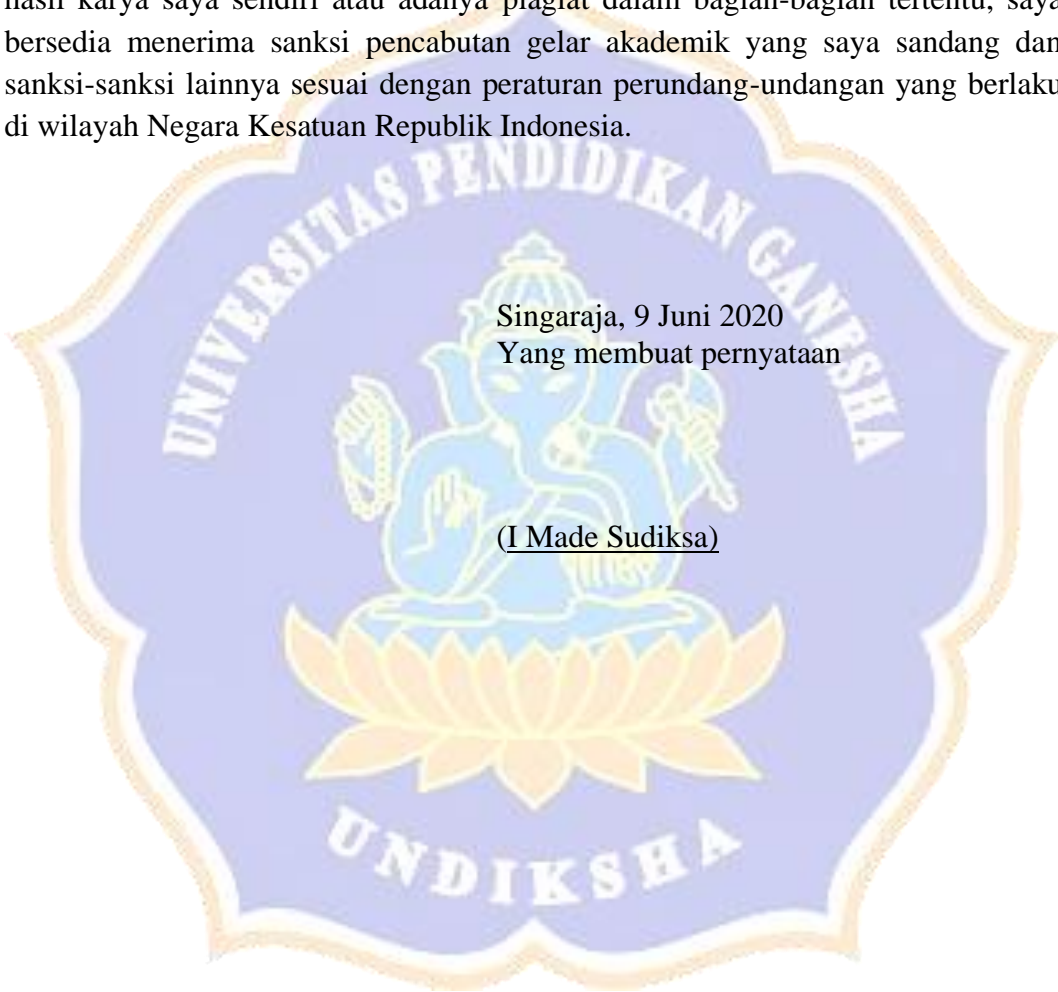 hasil karya saya sendiri atau adanya plagiat dalam bagian-bagian tertentu, saya
bersedia menerima sanksi pencabutan gelar akademik yang saya sandang dan
sanksi-sanksi lainnya sesuai dengan peraturan perundang-undangan yang berlaku
di wilayah Negara Kesatuan Republik Indonesia.
UNIVERSITAS PENDIDIKAN GANESHA
Singaraja, 9 Juni 2020
Yang membuat pernyataan
(I Made Sudiksa)
UNDIKSHA